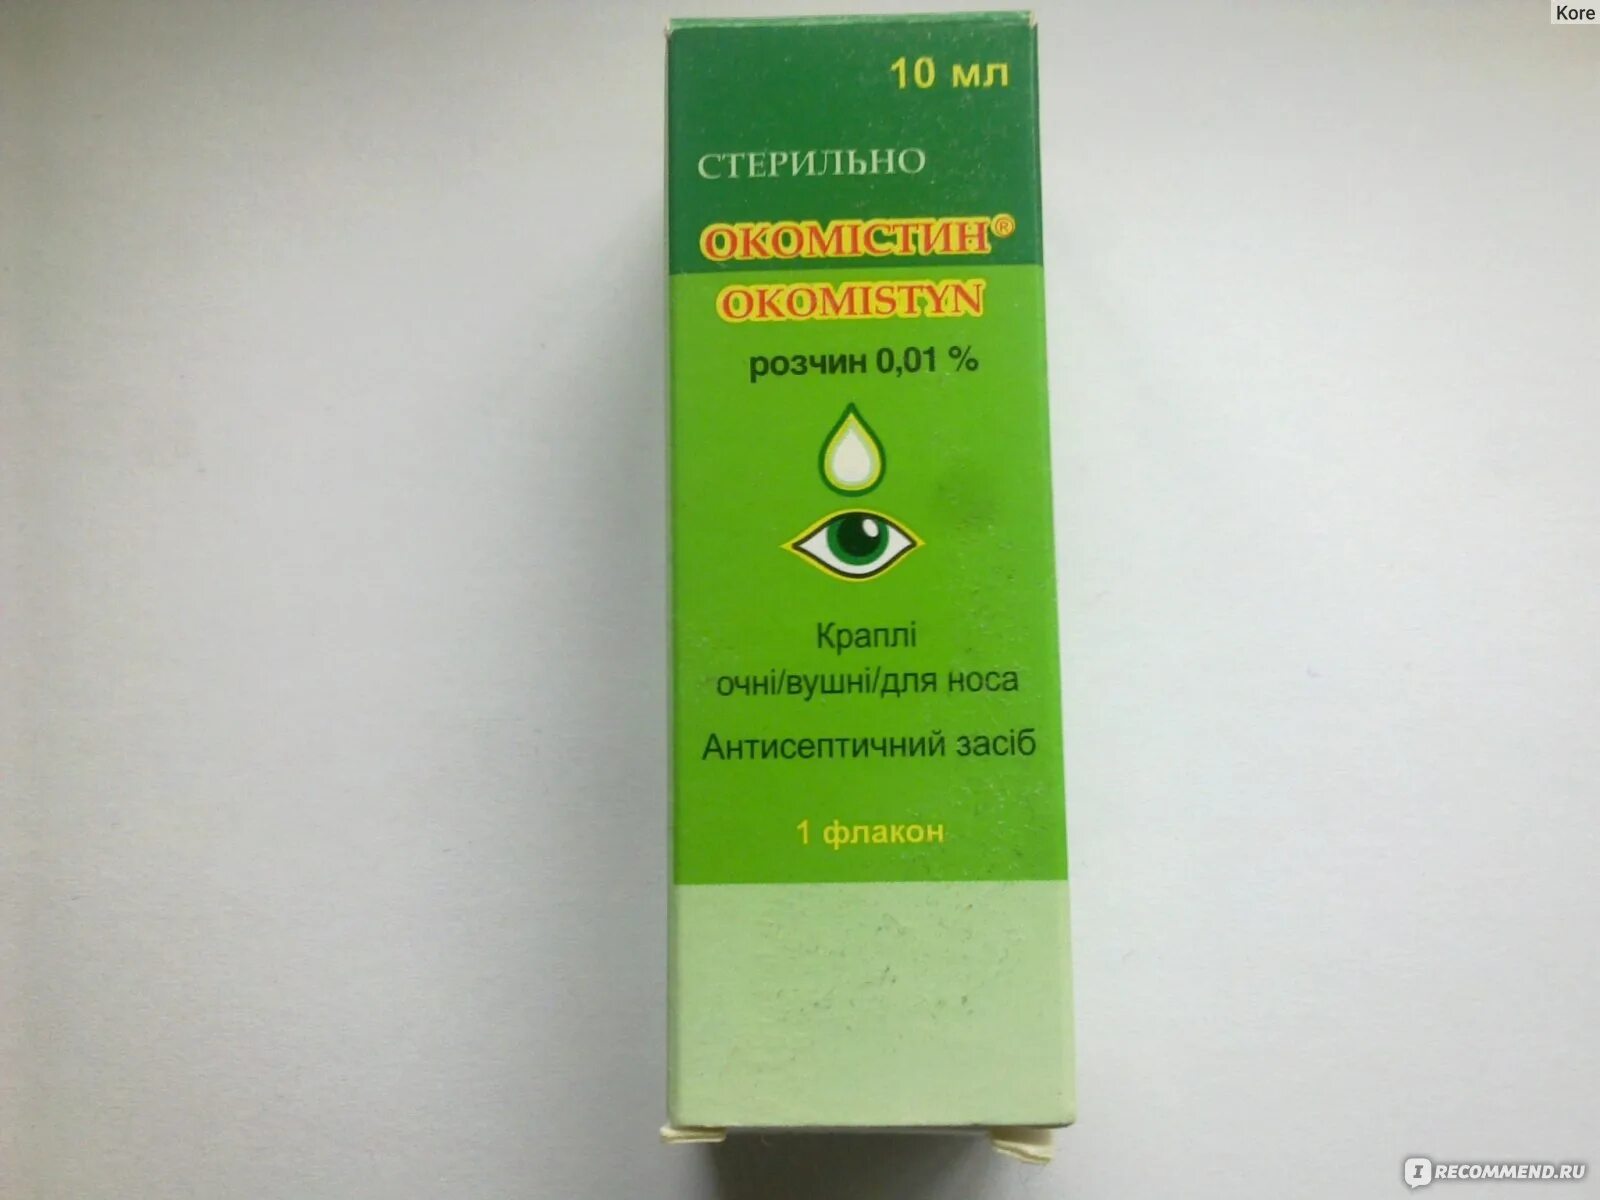 Kore
10 мл
СТЕРИЛЬНО
ОКОМІСТИН®
OKOMISTYN
розчин 0,01 %
Краплі
очні/вушні/для носа
Антисептичний засіб
1 флакон
I RECOMMEND.RU